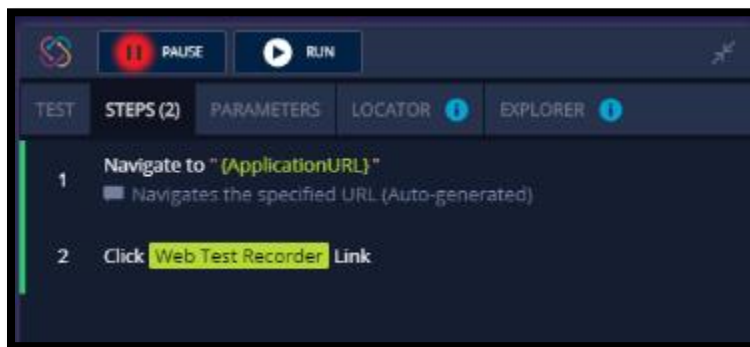 PAUSE RUN
TEST STEPS (2) PARAMETERS LOCATOR i EXPLORER i
1 Navigate to "{ApplicationURL}"
Navigates the specified URL (Auto-generated)
2 Click Web Test Recorder Link